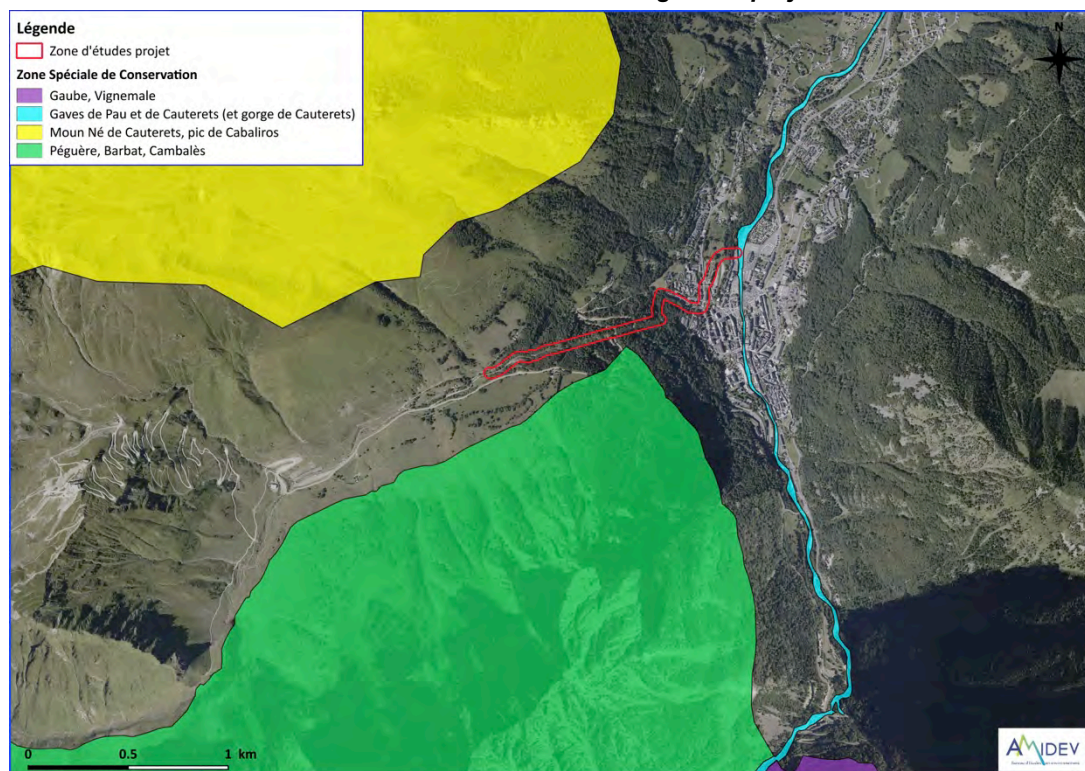 Légende
Zone d'études projet
Zone Spéciale de Conservation
Gaube, Vignemale
Gaves de Pau et de Cauterets (et gorge de Cauterets)
Moun Né de Cauterets, pic de Cabaliros
Péguère, Barbat, Cambalès
N
0 0.5 1 km
AMIDEV